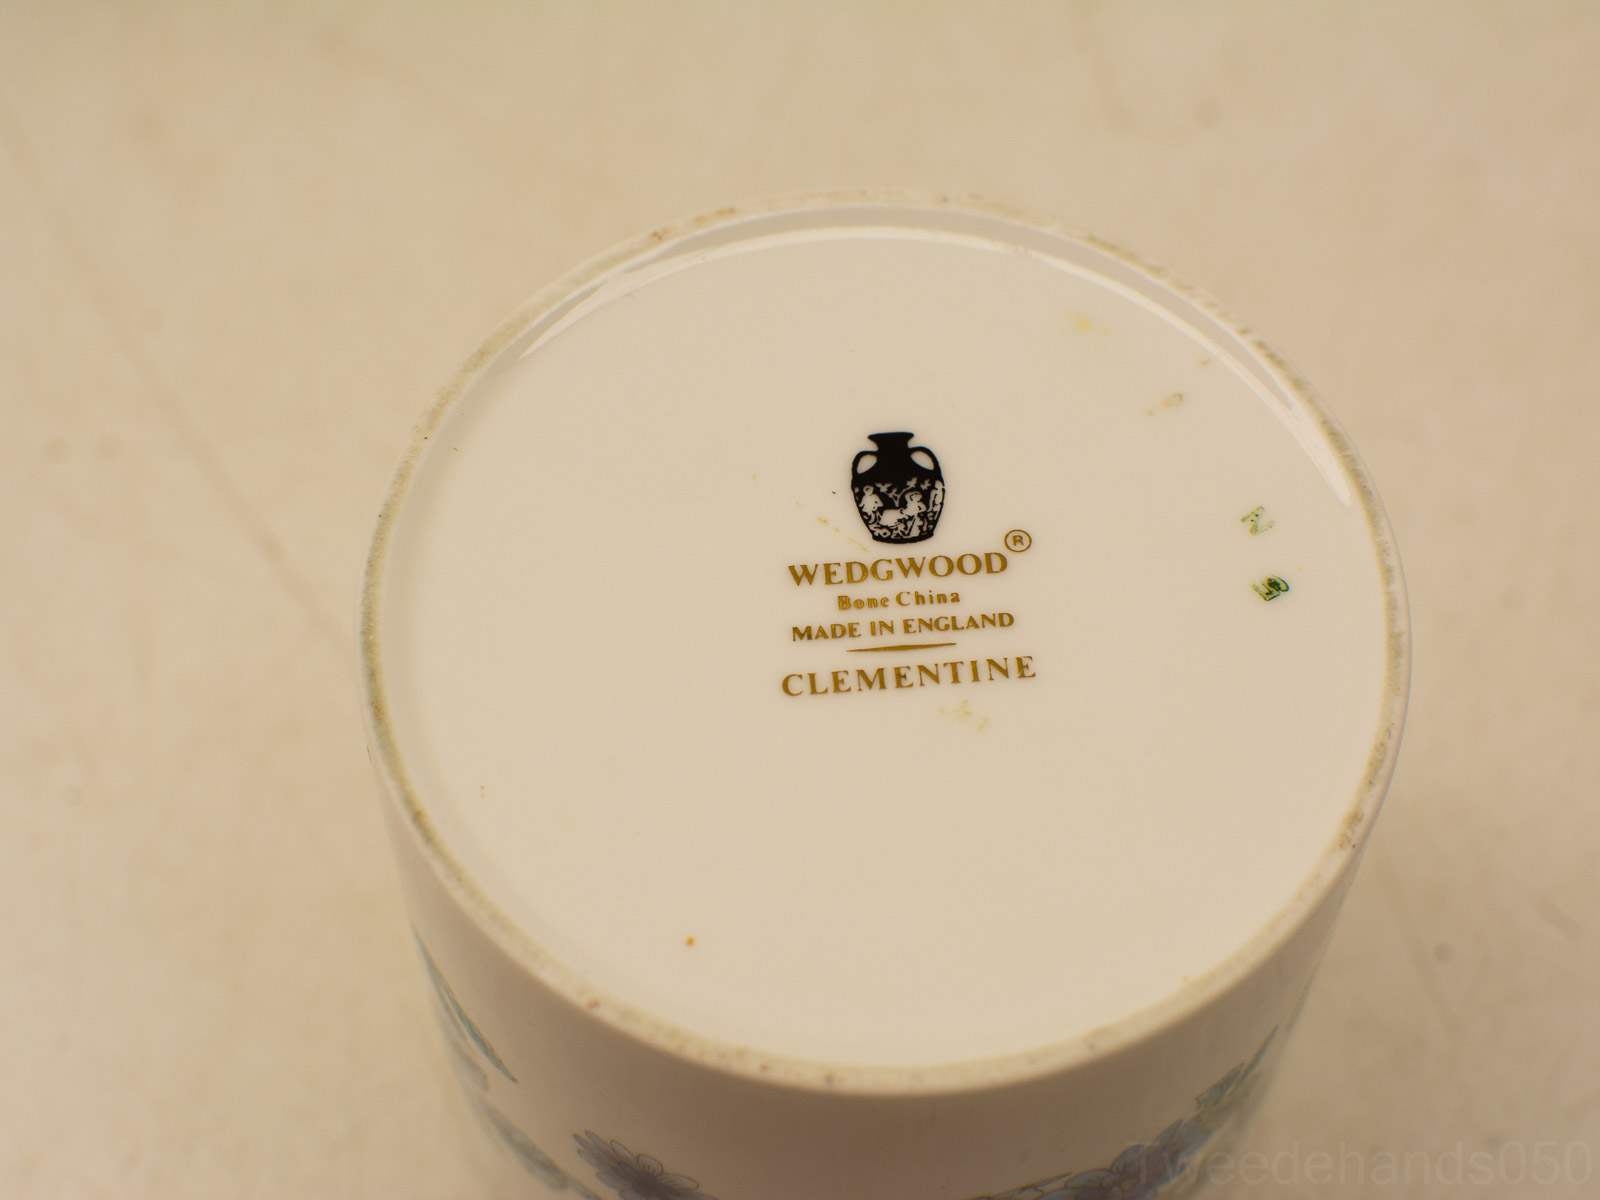 WEDGWOOD®
Bone China
MADE IN ENGLAND
CLEMENTINE
N
Tweedehands050